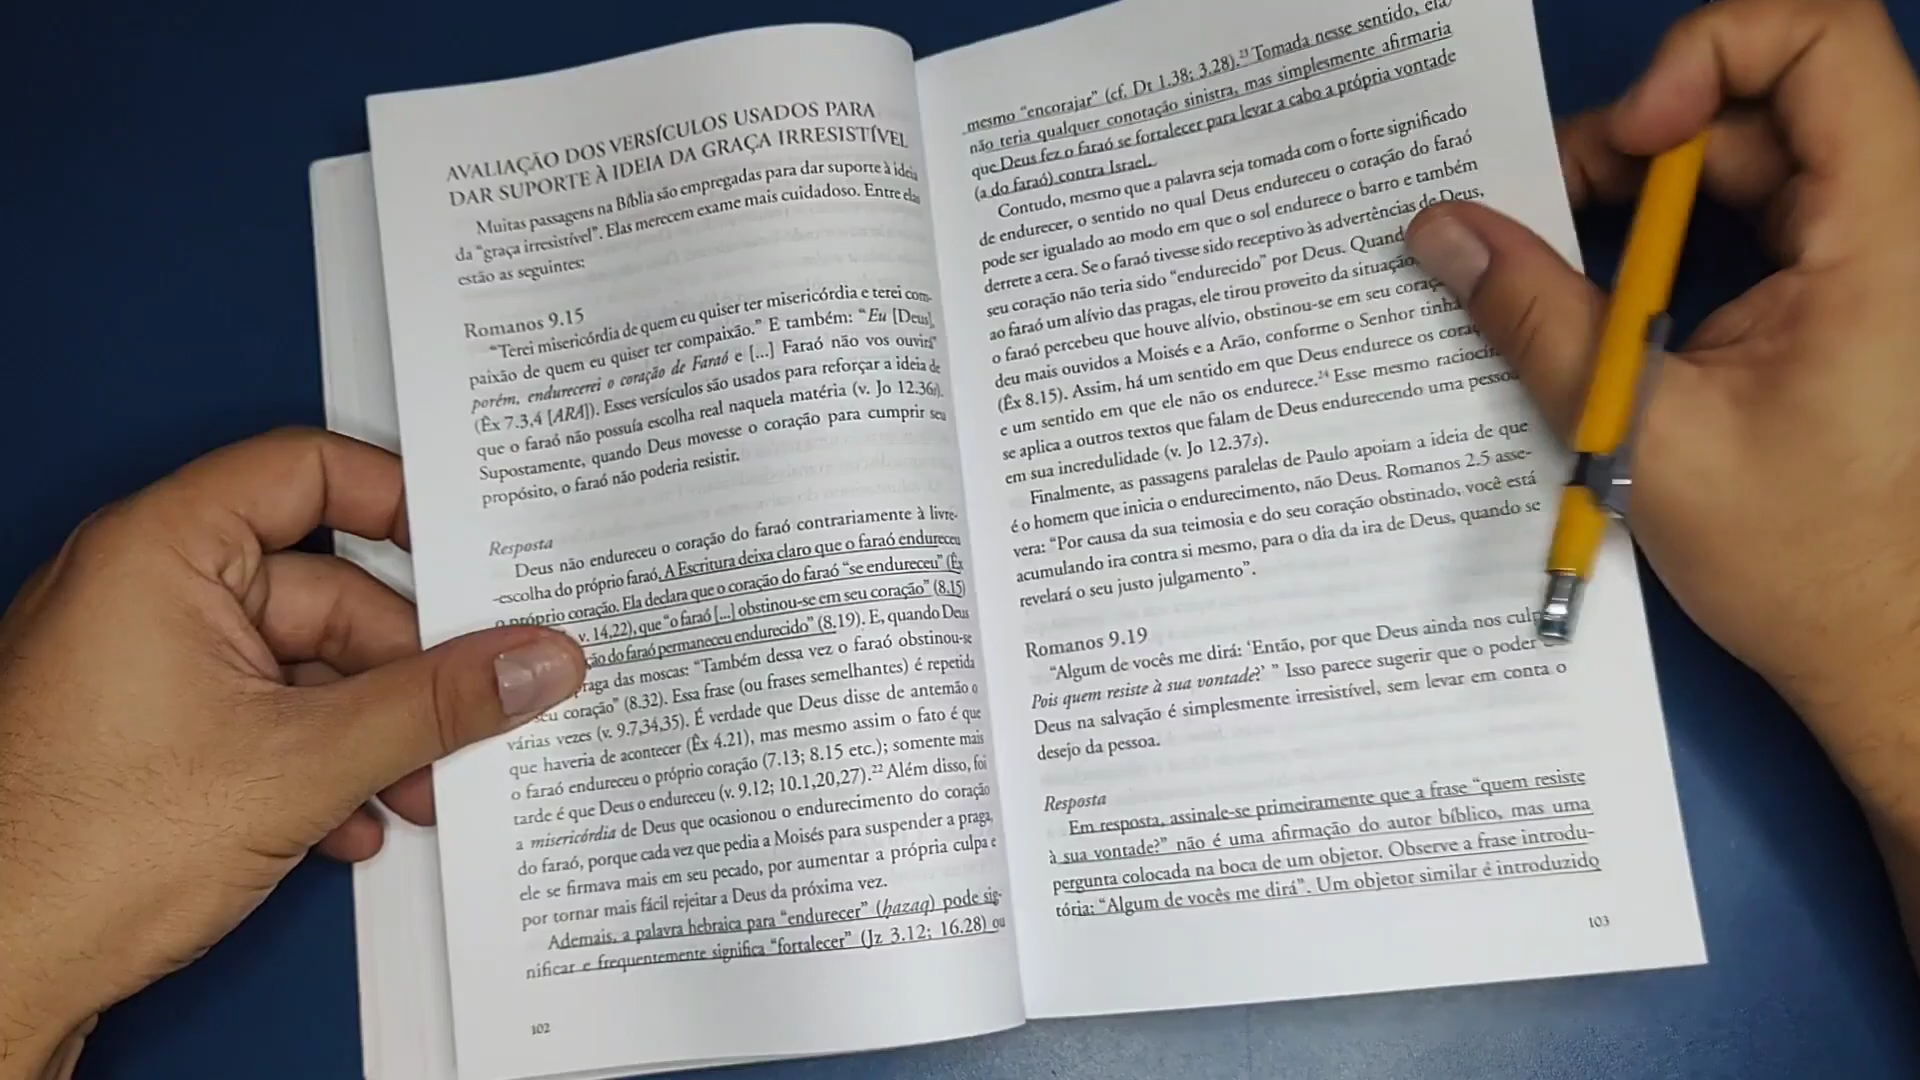 AVALIAÇÃO DOS VERSÍCULOS USADOS PARA
DAR SUPORTE À IDEIA DA GRAÇA IRRESISTÍVEL
Muitas passagens na Bíblia são empregadas para dar suporte à ideia
da “graça irresistível”. Elas merecem exame mais cuidadoso. Entre elas
estão as seguintes:
Romanos 9.15
“Terei misericórdia de quem eu quiser ter misericórdia e terei com-
paixão de quem eu quiser ter compaixão.” E também: “Eu [Deus],
porém, endurecerei o coração de Faraó e [...] Faraó não vos ouvirá”
(Êx 7.3,4 [ARA]). Esses versículos são usados para reforçar a ideia de
que o faraó não possuía escolha real naquela matéria (v. Jo 12.36s).
Supostamente, quando Deus movesse o coração para cumprir seu
propósito, o faraó não poderia resistir.
Resposta
Deus não endureceu o coração do faraó contrariamente à livre-
-escolha do próprio faraó. A Escritura deixa claro que o faraó endureceu
o próprio coração. Ela declara que o coração do faraó “se endureceu” (Êx
v. 14,22), que “o faraó [...] obstinou-se em seu coração” (8.15)
do faraó permaneceu endurecido” (8.19). E, quando Deus
praga das moscas: “Também dessa vez o faraó obstinou-se
seu coração” (8.32). Essa frase (ou frases semelhantes) é repetida
várias vezes (v. 9.7,34,35). É verdade que Deus disse de antemão o
que haveria de acontecer (Êx 4.21), mas mesmo assim o fato é que
o faraó endureceu o próprio coração (7.13; 8.15 etc.); somente mais
tarde é que Deus o endureceu (v. 9.12; 10.1,20,27).²² Além disso, foi
a misericórdia de Deus que ocasionou o endurecimento do coração
do faraó, porque cada vez que pedia a Moisés para suspender a praga,
ele se firmava mais em seu pecado, por aumentar a própria culpa e
por tornar mais fácil rejeitar a Deus da próxima vez.
Ademais, a palavra hebraica para “endurecer” (ḥazaq) pode sig-
nificar e frequentemente significa “fortalecer” (Jz 3.12; 16.28) ou
102
mesmo “encorajar” (cf. Dt 1.38; 3.28).²³ Tomada nesse sentido, ela
não teria qualquer conotação sinistra, mas simplesmente afirmaria
que Deus fez o faraó se fortalecer para levar a cabo a própria vontade
(a do faraó) contra Israel.
Contudo, mesmo que a palavra seja tomada com o forte significado
de endurecer, o sentido no qual Deus endureceu o coração do faraó
pode ser igualado ao modo em que o sol endurece o barro e também
derrete a cera. Se o faraó tivesse sido receptivo às advertências de Deus,
seu coração não teria sido “endurecido” por Deus.
ao faraó um alívio das pragas, ele tirou proveito da situação
o faraó percebeu que houve alívio, obstinou-se em seu
deu mais ouvidos a Moisés e a Arão, conforme o Senhor tinha
(Êx 8.15). Assim, há um sentido em que Deus endurece os
e um sentido em que ele não os endurece.²⁴ Esse mesmo
se aplica a outros textos que falam de Deus endurecendo uma pessoa
em sua incredulidade (v. Jo 12.37s).
Finalmente, as passagens paralelas de Paulo apoiam a ideia de que
é o homem que inicia o endurecimento, não Deus. Romanos 2.5 asse-
vera: “Por causa da sua teimosia e do seu coração obstinado, você está
acumulando ira contra si mesmo, para o dia da ira de Deus, quando se
revelará o seu justo julgamento”.
Romanos 9.19
“Algum de vocês me dirá: ‘Então, por que Deus ainda nos
Pois quem resiste à sua vontade?’ ” Isso parece sugerir que o poder
Deus na salvação é simplesmente irresistível, sem levar em conta o
desejo da pessoa.
Resposta
Em resposta, assinale-se primeiramente que a frase “quem resiste
à sua vontade?” não é uma afirmação do autor bíblico, mas uma
pergunta colocada na boca de um objetor. Observe a frase introdu-
tória: “Algum de vocês me dirá”. Um objetor similar é introduzido
103